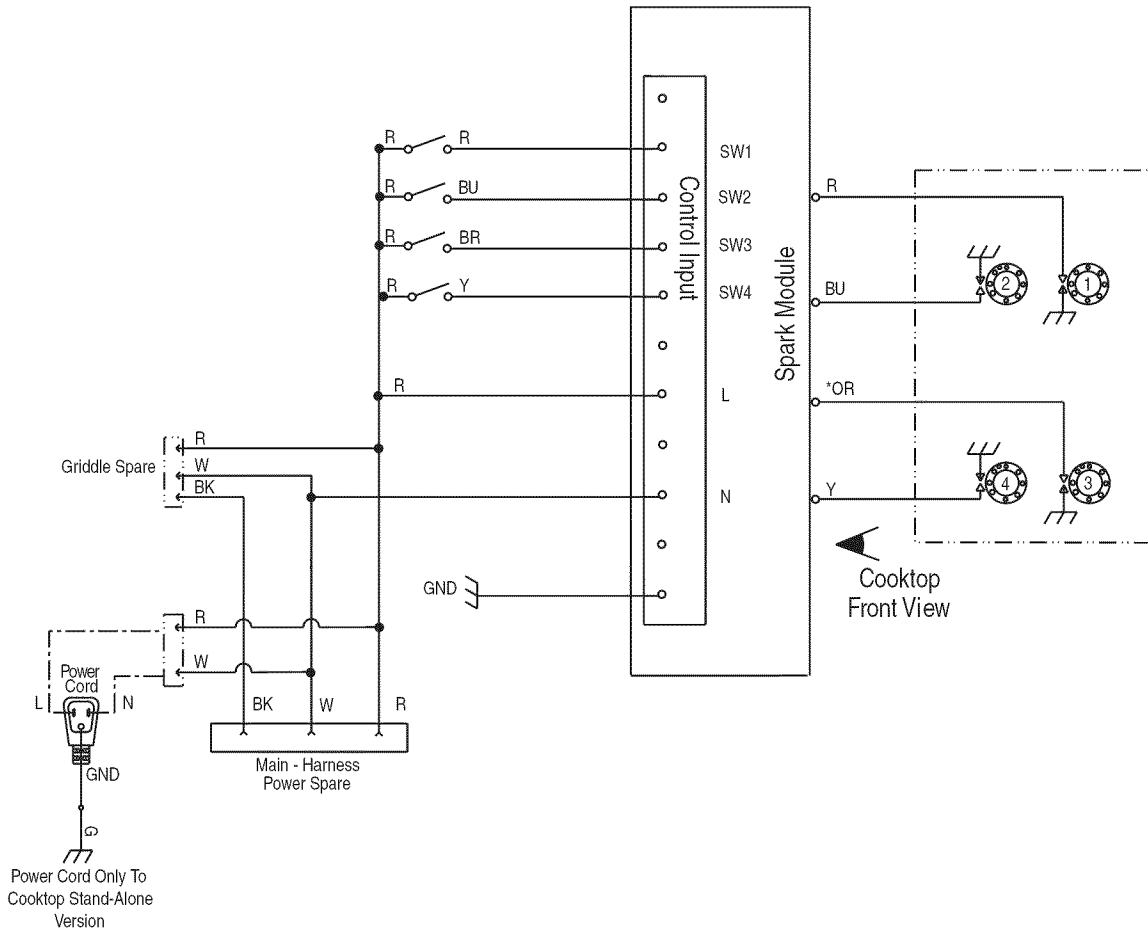 R R
SW1
R BU
SW2
R
R BR
SW3
R Y
SW4
Control Input
Spark Module
2
1
BU
R
L
*OR
R
Griddle Spare
W
BK
N
Y
4
3
GND
Cooktop
Front View
R
W
Power
Cord
L
N
BK
W
R
GND
Main - Harness
Power Spare
G
Power Cord Only To
Cooktop Stand-Alone
Version